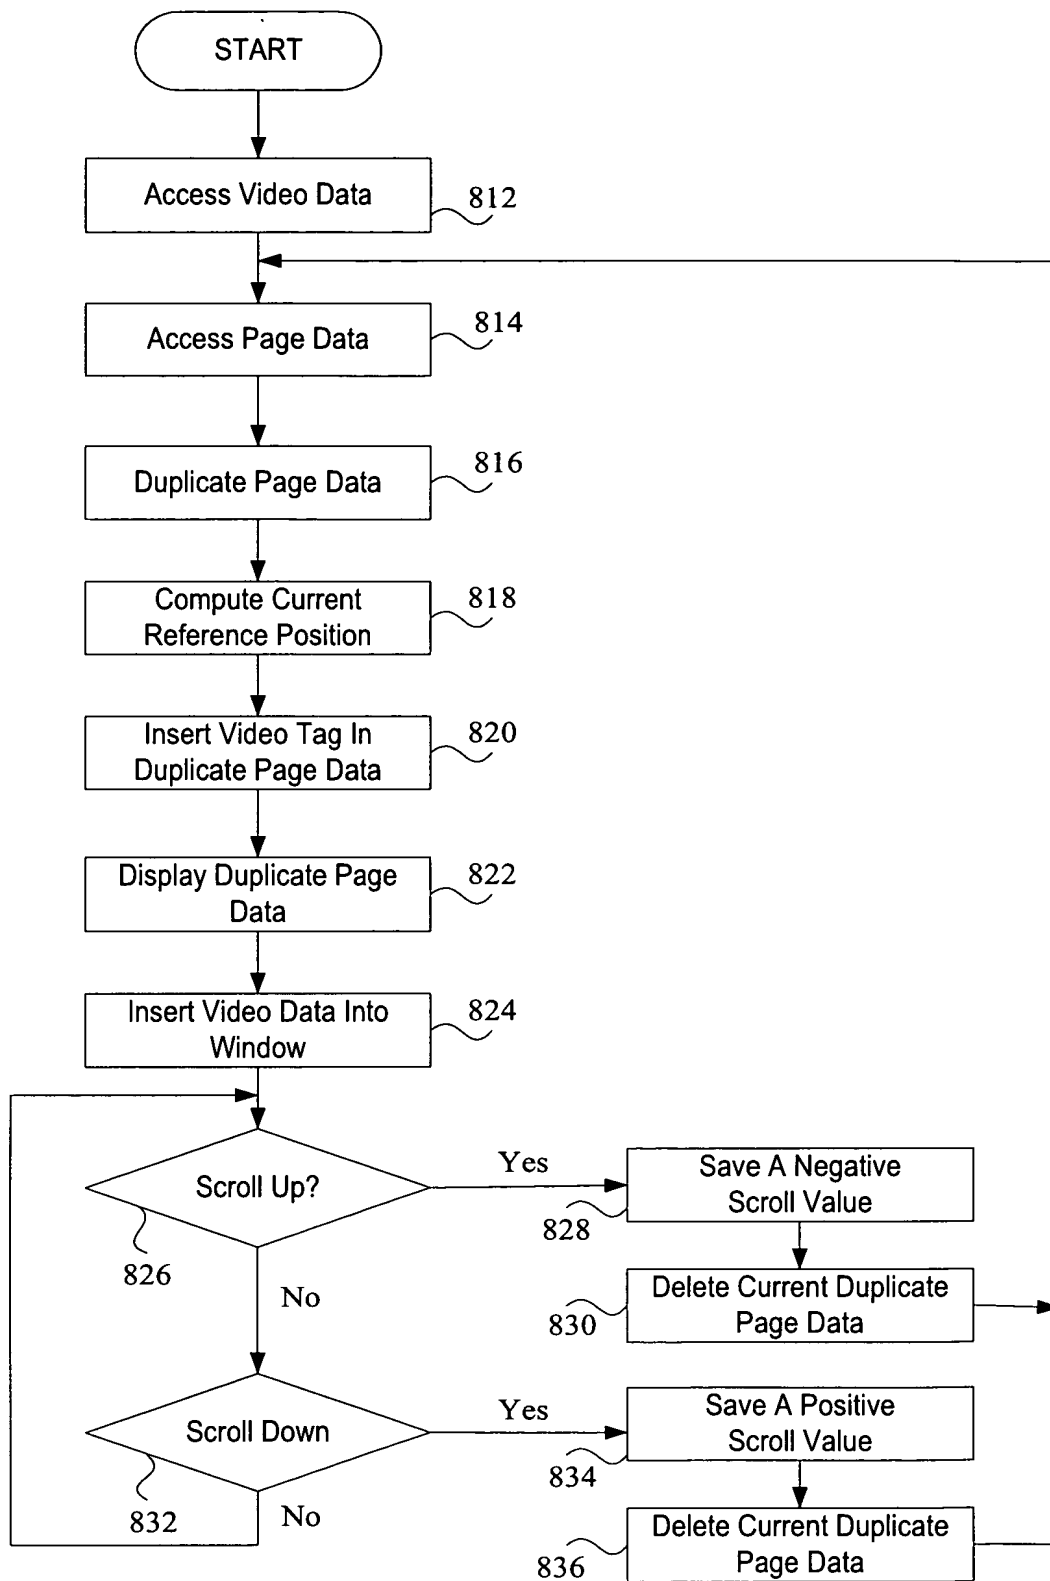 START
Access Video Data
812
Access Page Data
814
Duplicate Page Data
816
Compute Current
Reference Position
818
Insert Video Tag In
Duplicate Page Data
820
Display Duplicate Page
Data
822
Insert Video Data Into
Window
824
Scroll Up?
826
Yes
No
Save A Negative
Scroll Value
828
Delete Current Duplicate
Page Data
830
Scroll Down
832
Yes
No
Save A Positive
Scroll Value
834
Delete Current Duplicate
Page Data
836